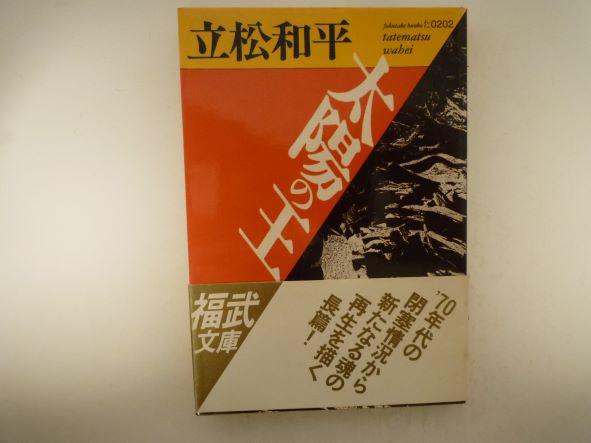 立松和平
fukutake books た0202
tatematsu
wahei
太陽の王
'70年代の
閉塞情況から
新たなる魂の
再生を描く
長篇!
福武
文庫